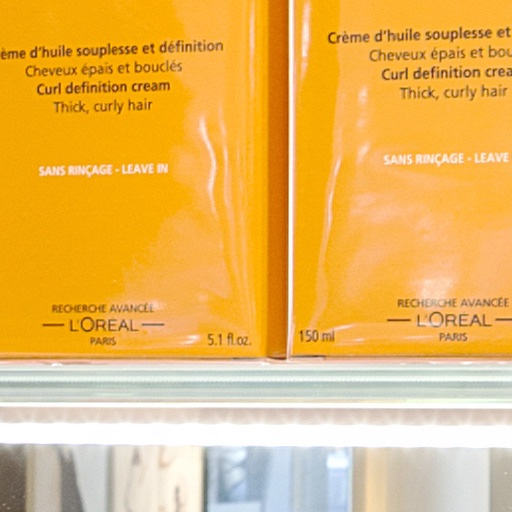 ème d'huile souplesse et définition
Cheveux épais et bouclés
Curl definition cream
Thick, curly hair
SANS RINÇAGE - LEAVE IN
RECHERCHE AVANCÉE
L'ORÉAL
PARIS
5.1 fl.oz.
Crème d'huile souplesse et
Cheveux épais et bou
Curl definition crea
Thick, curly hair
SANS RINÇAGE - LEAVE
RECHERCHE AVANCÉE
L'ORÉAL
PARIS
150 ml